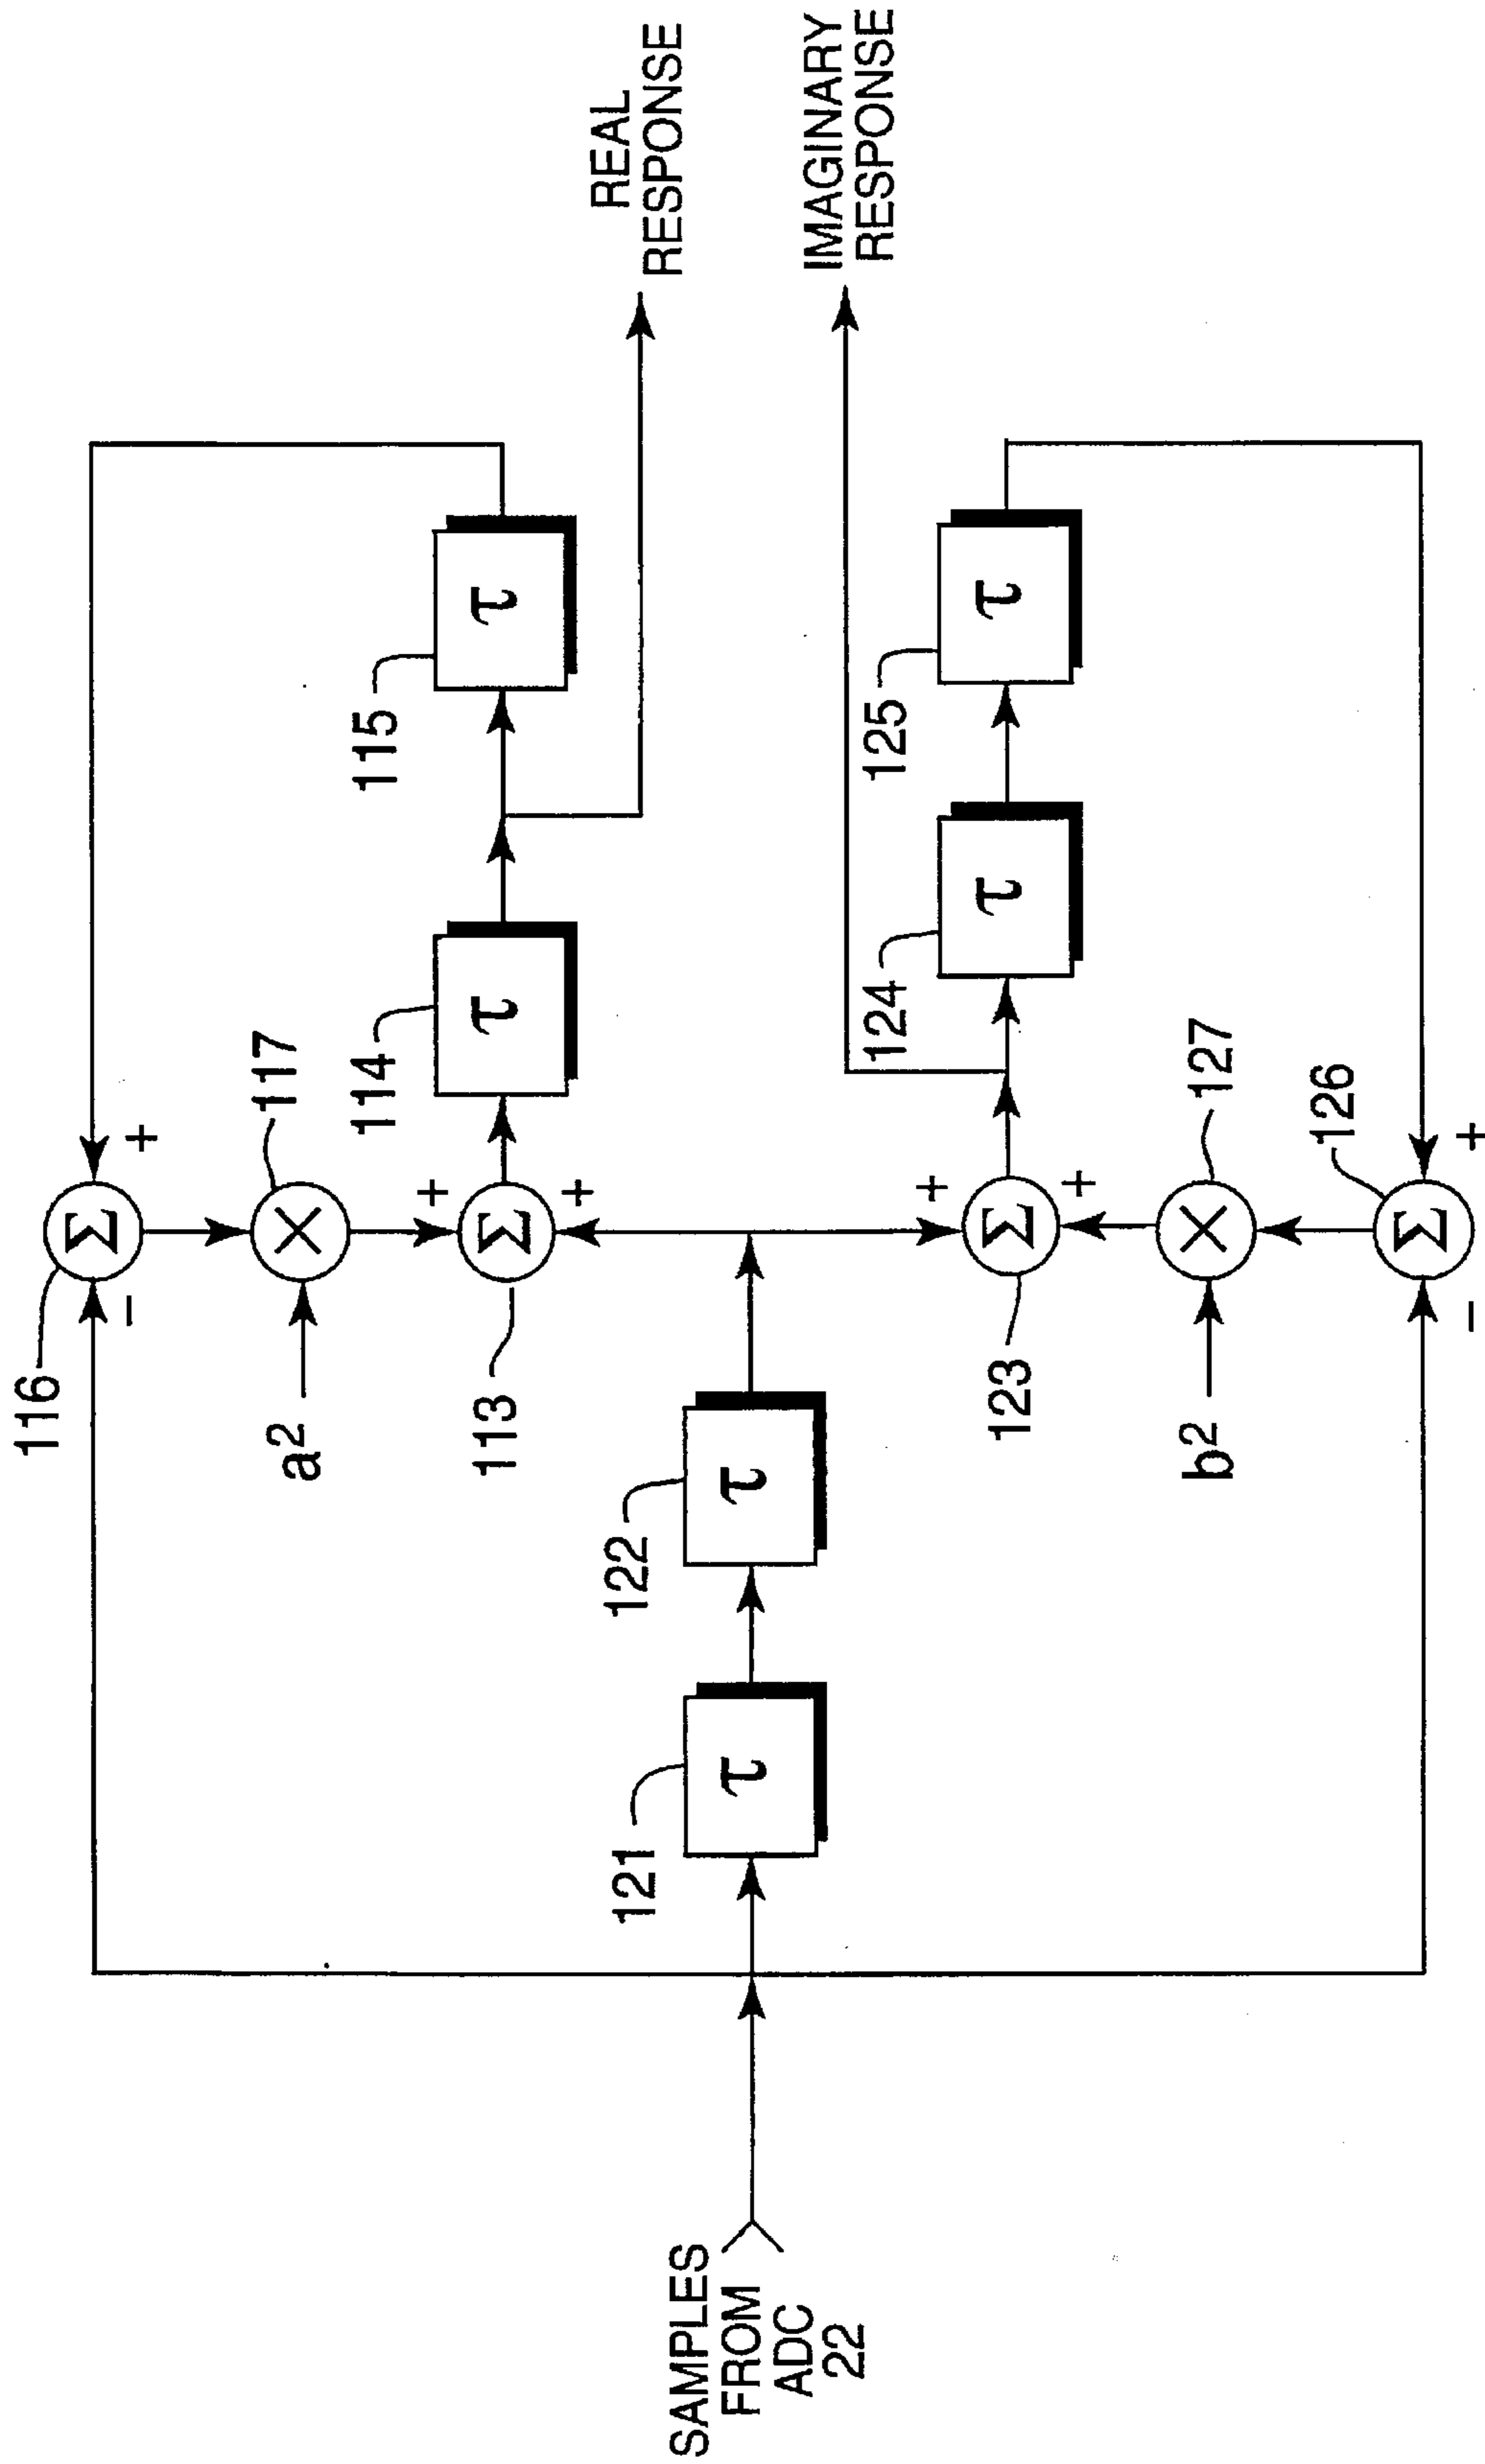 116
Σ
−
+
117
a²
×
115
114
+
Σ
+
113
τ
τ
REAL
RESPONSE
121
122
τ
τ
SAMPLES
FROM
ADC
22
IMAGINARY
RESPONSE
124
125
+
Σ
+
123
τ
τ
127
b²
×
126
Σ
−
+